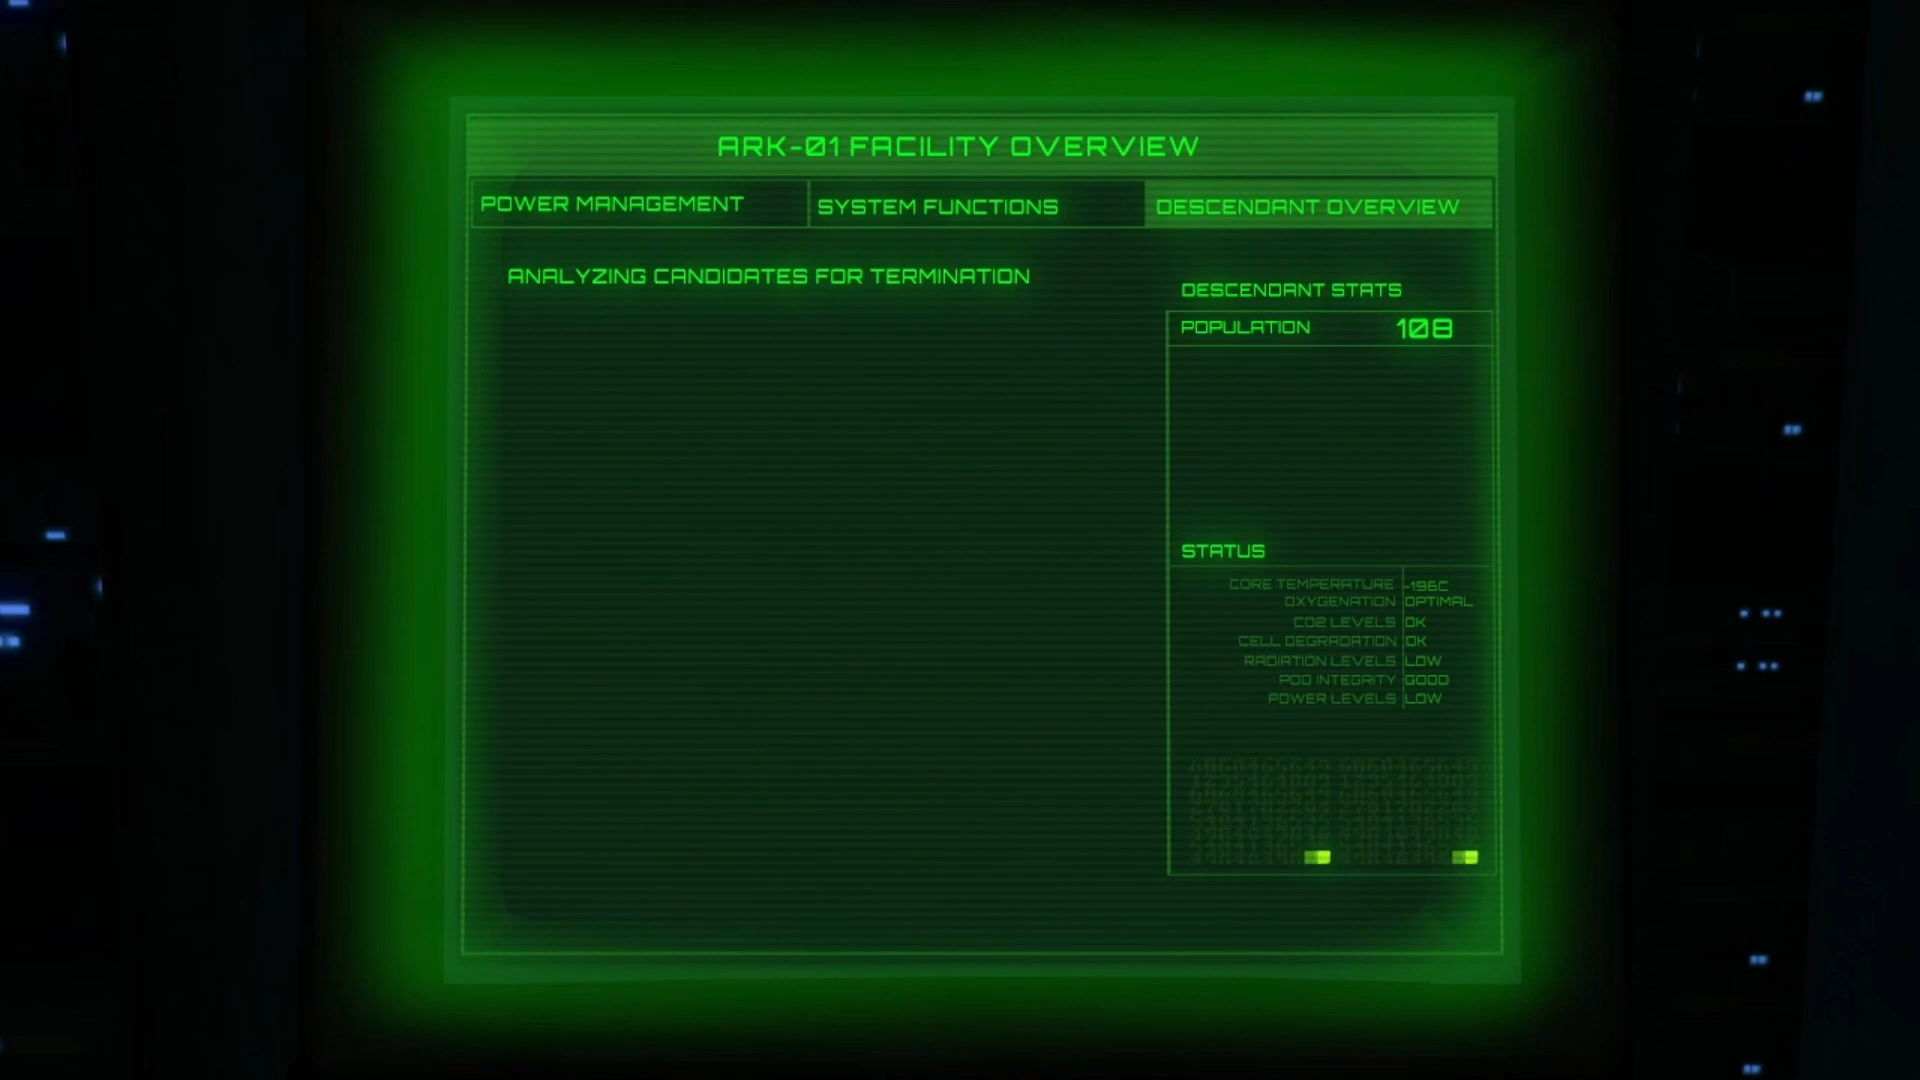 ARK-01 FACILITY OVERVIEW
POWER MANAGEMENT
SYSTEM FUNCTIONS
DESCENDANT OVERVIEW
ANALYZING CANDIDATES FOR TERMINATION
DESCENDANT STATS
POPULATION 108
STATUS
CORE TEMPERATURE -196C
OXYGENATION OPTIMAL
CO2 LEVELS OK
CELL DEGRADATION OK
RADIATION LEVELS LOW
POD INTEGRITY GOOD
POWER LEVELS LOW